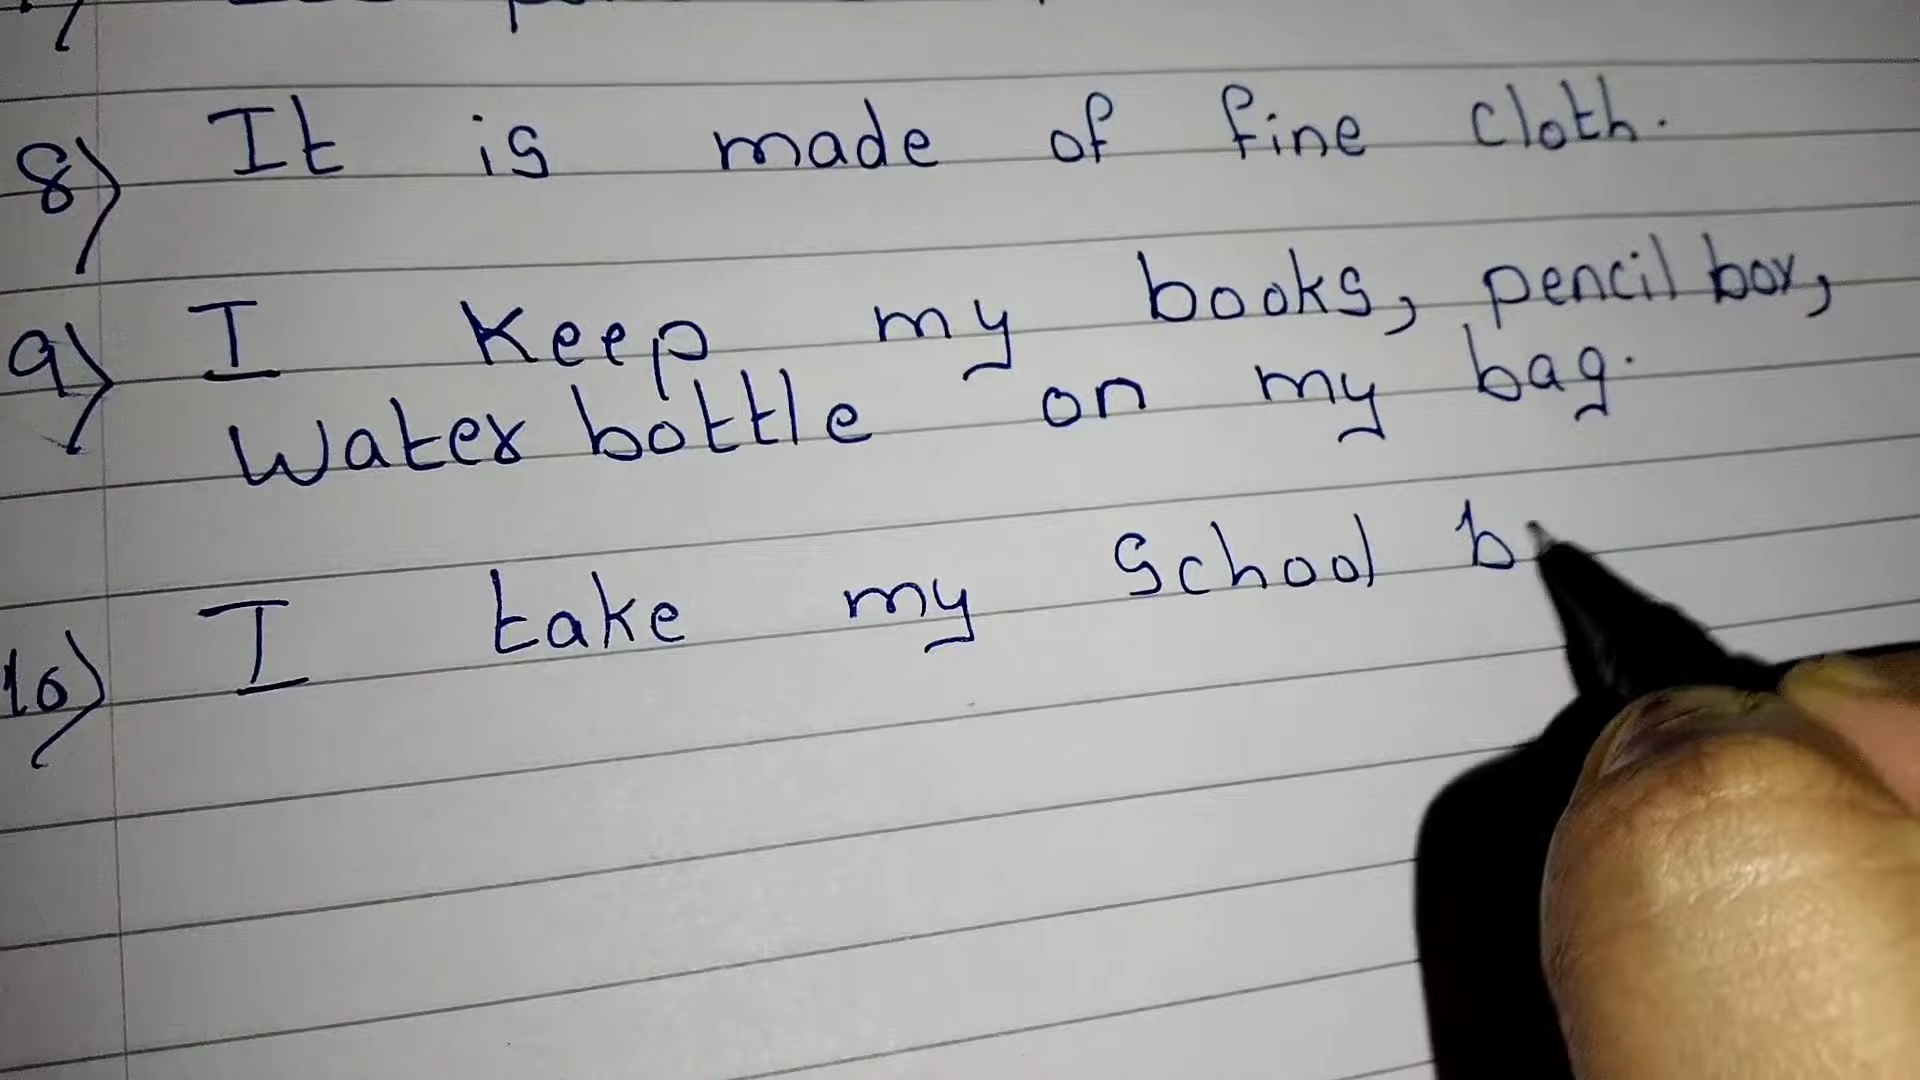 8) It is made of fine cloth.
9) I keep my books, pencil box,
water bottle on my bag.
10) I take my school b